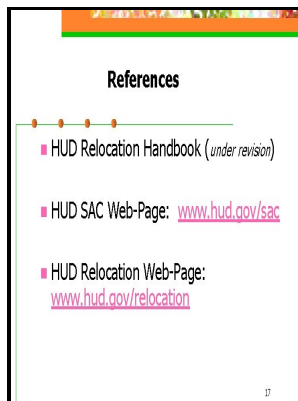 References
HUD Relocation Handbook (under revision)
HUD SAC Web-Page: www.hud.gov/sac
HUD Relocation Web-Page:
www.hud.gov/relocation
17